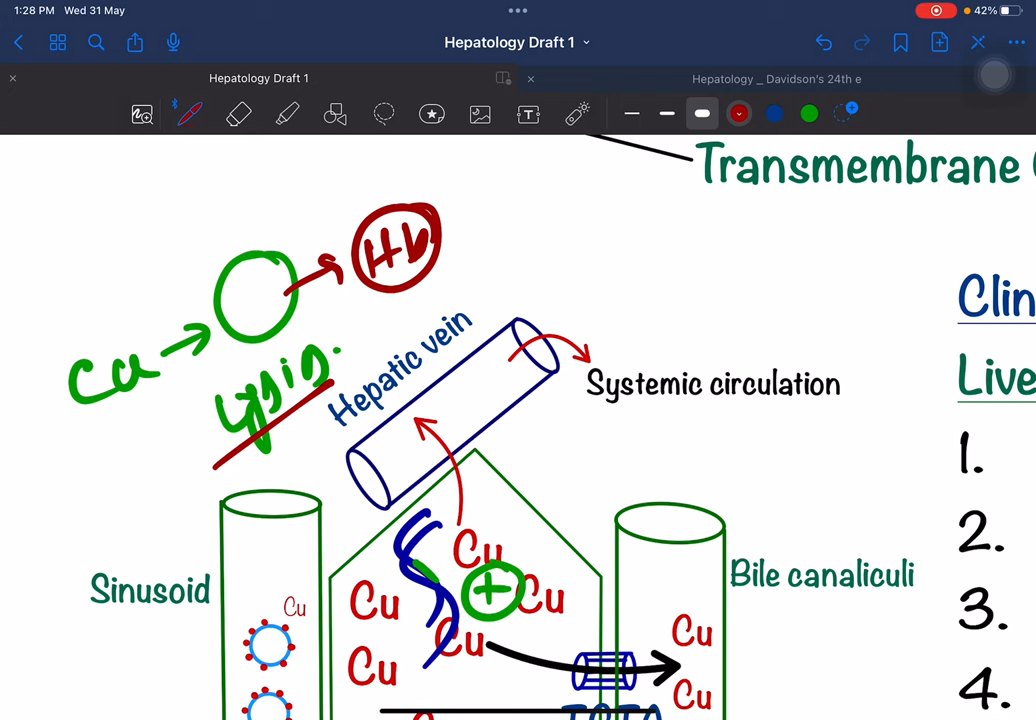 1:28 PM Wed 31 May
42%
Hepatology Draft 1
Hepatology Draft 1
Hepatology _ Davidson's 24th e
T
Transmembrane
Hb
Cu
Lysis.
Hepatic vein
Systemic circulation
Clin
Live
1.
2.
3.
4.
Sinusoid
Bile canaliculi
Cu
Cu
Cu
Cu
+
Cu
Cu
Cu
Cu